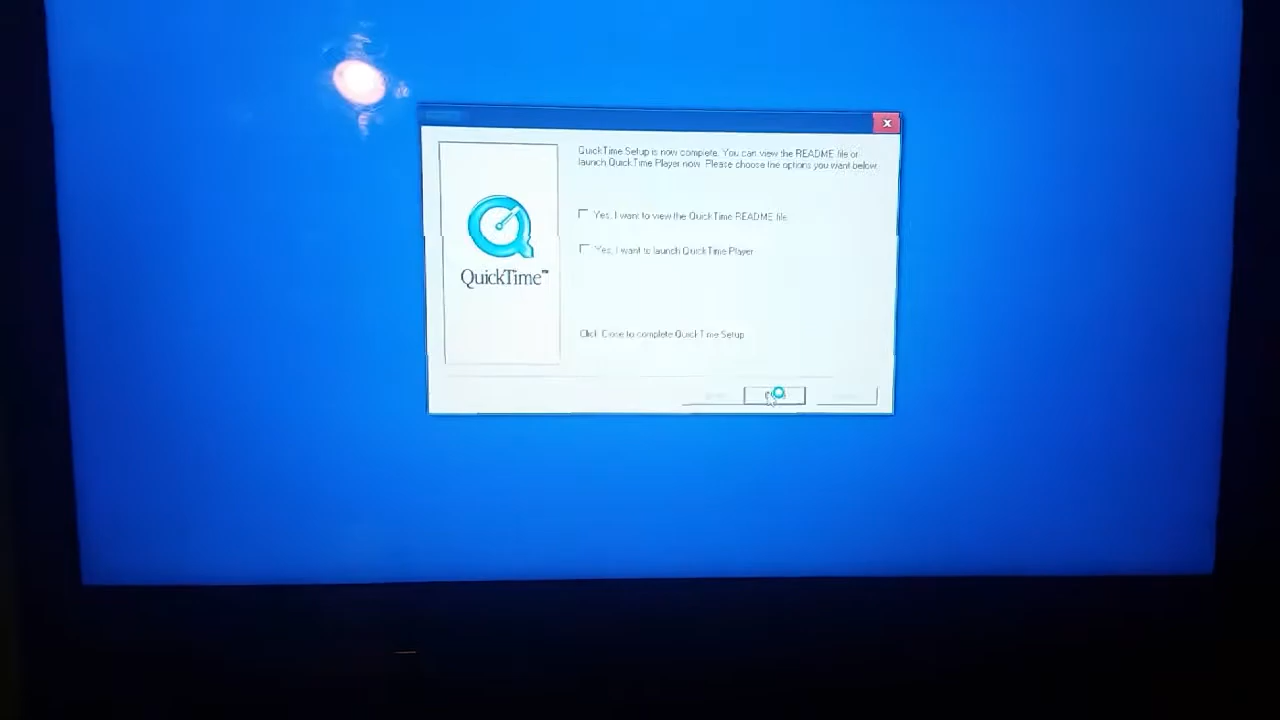 QuickTime Setup is now complete. You can view the README file or
launch QuickTime Player now. Please choose the options you want below.
Yes, I want to view the QuickTime README file
Yes, I want to launch QuickTime Player
QuickTime™
Click Close to complete QuickTime Setup